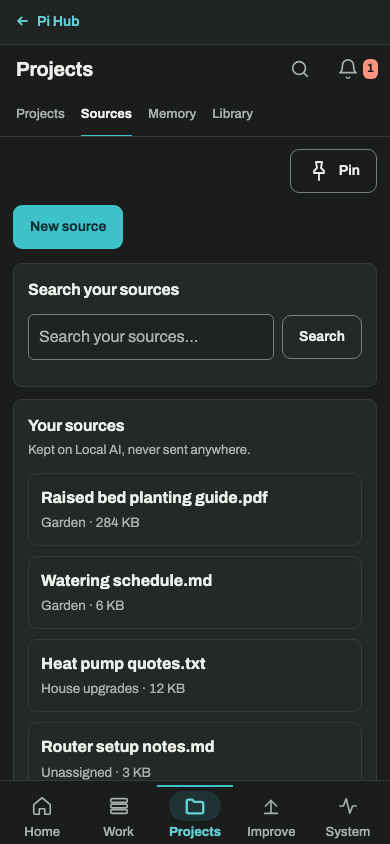 Pi Hub
Projects
1
Projects Sources Memory Library
Pin
New source
Search your sources
Search your sources...
Search
Your sources
Kept on Local AI, never sent anywhere.
Raised bed planting guide.pdf
Garden · 284 KB
Watering schedule.md
Garden · 6 KB
Heat pump quotes.txt
House upgrades · 12 KB
Router setup notes.md
Unassigned · 3 KB
Home Work Projects Improve System